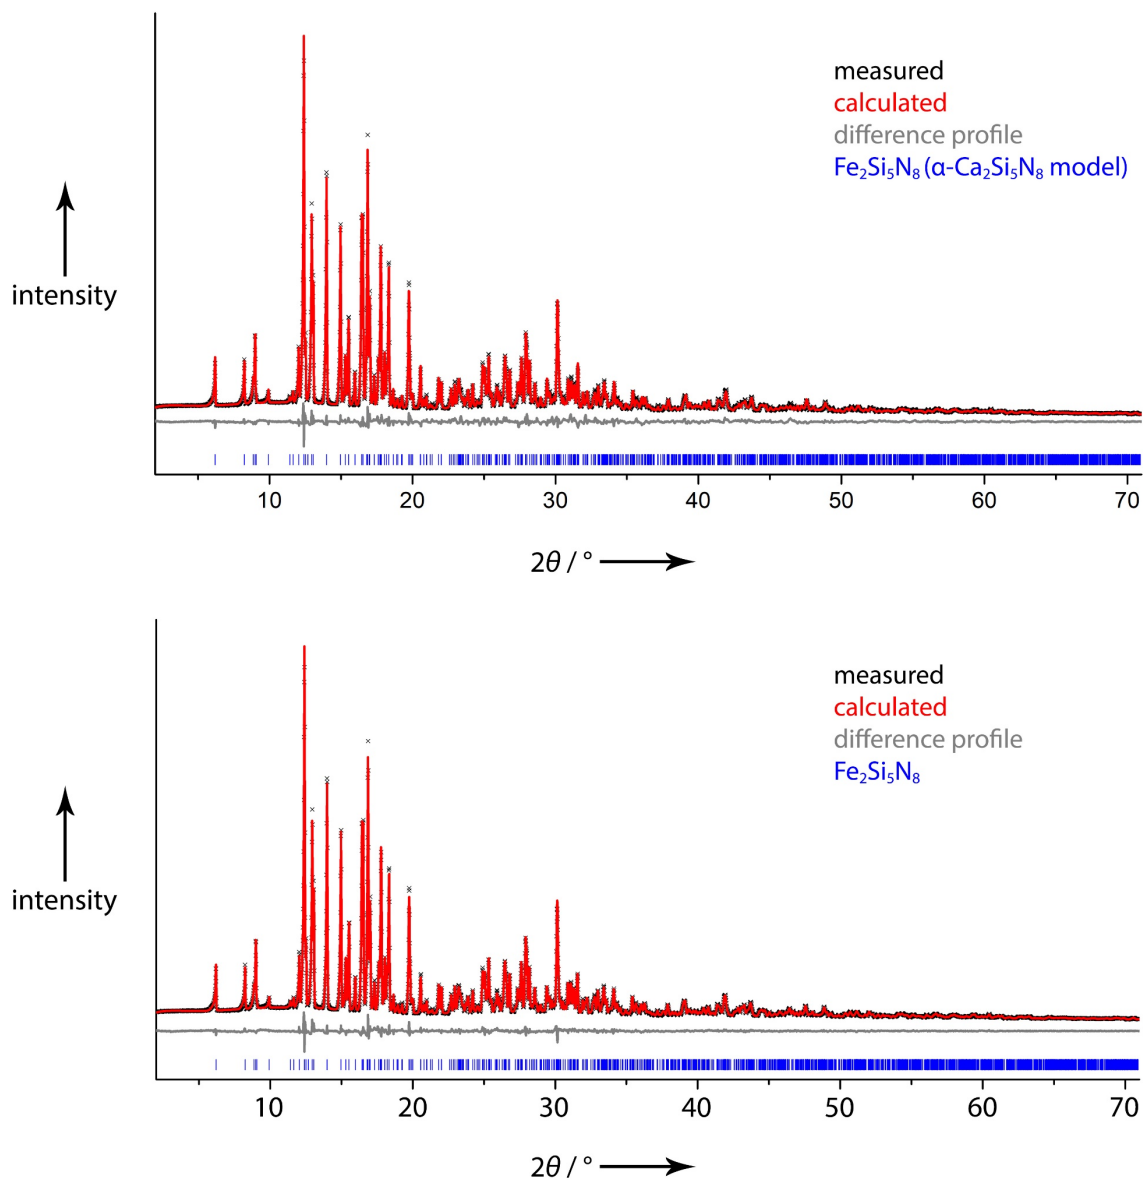 measured
calculated
difference profile
Fe₂Si₅N₈ (α-Ca₂Si₅N₈ model)
intensity
10 20 30 40 50 60 70
2θ / °
measured
calculated
difference profile
Fe₂Si₅N₈
intensity
10 20 30 40 50 60 70
2θ / °